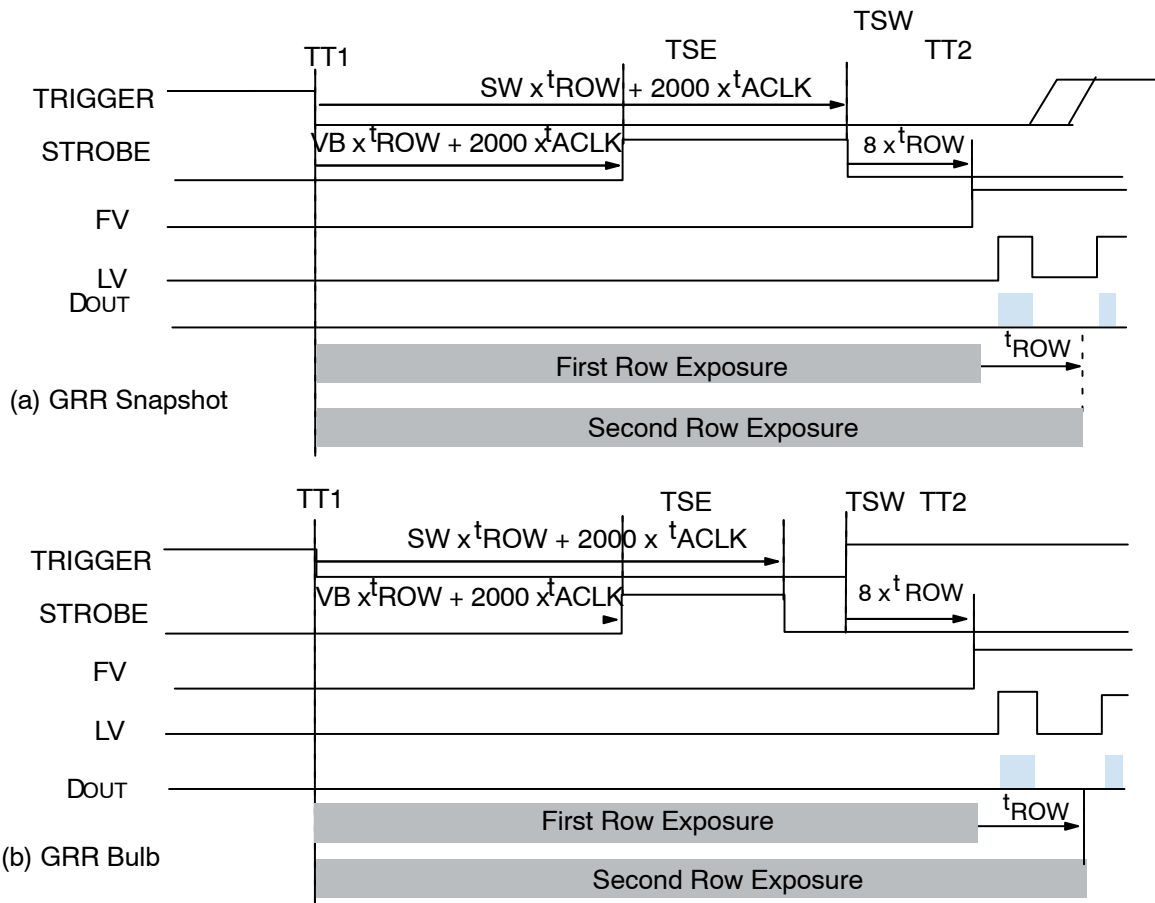 TSW
TT1 TSE TT2
SW x tROW + 2000 x tACLK
TRIGGER
VB x tROW + 2000 x tACLK 8 x tROW
STROBE
FV
LV
DOUT
tROW
First Row Exposure
(a) GRR Snapshot
Second Row Exposure
TT1 TSE TSW TT2
SW x tROW + 2000 x tACLK
TRIGGER
VB x tROW + 2000 x tACLK 8 x tROW
STROBE
FV
LV
DOUT
tROW
First Row Exposure
(b) GRR Bulb
Second Row Exposure